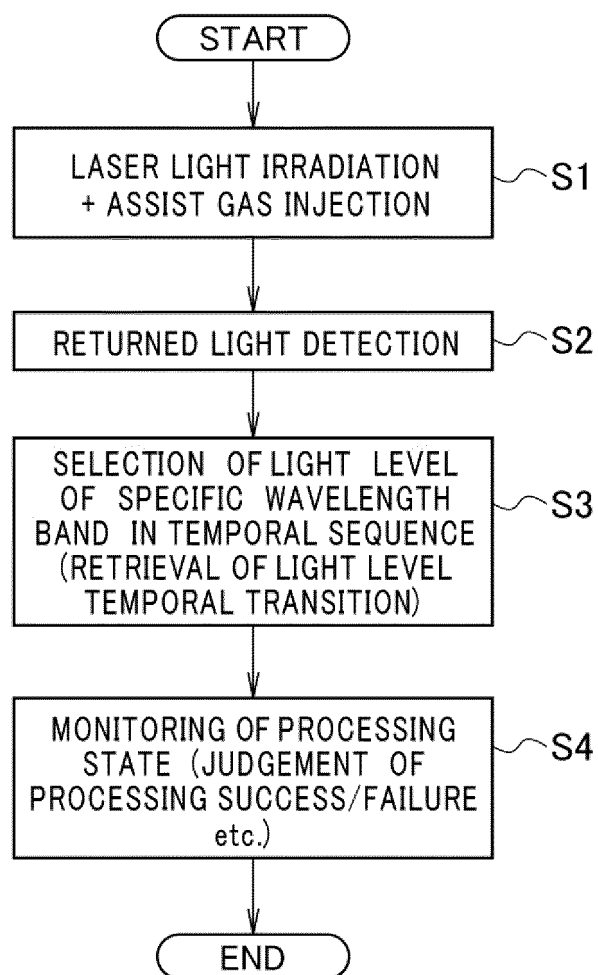 START
LASER LIGHT IRRADIATION
+ ASSIST GAS INJECTION
S1
RETURNED LIGHT DETECTION
S2
SELECTION OF LIGHT LEVEL
OF SPECIFIC WAVELENGTH
BAND IN TEMPORAL SEQUENCE
(RETRIEVAL OF LIGHT LEVEL
TEMPORAL TRANSITION)
S3
MONITORING OF PROCESSING
STATE (JUDGEMENT OF
PROCESSING SUCCESS/FAILURE
etc.)
S4
END